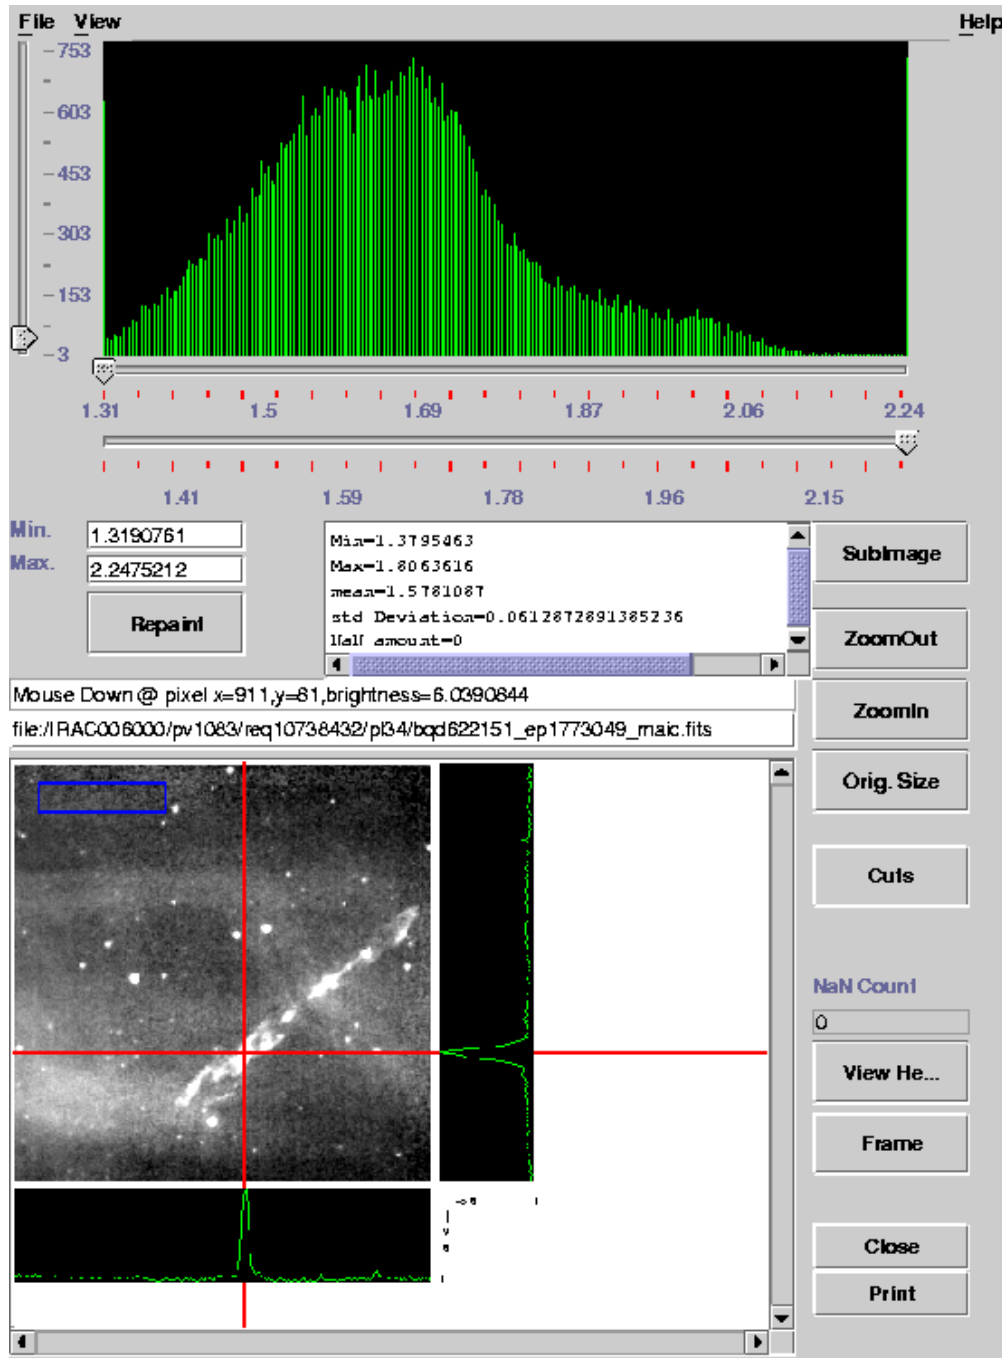 File View Help
753
603
453
303
153
3
1.31 1.5 1.69 1.87 2.06 2.24
1.41 1.59 1.78 1.96 2.15
Min. 1.3190761
Max. 2.2475212
Repaint
Min=1.3795463
Max=1.8063616
mean=1.5781087
std Deviation=0.0612872891385236
NaN amount=0
SubImage
ZoomOut
ZoomIn
Orig. Size
Cuts
Mouse Down @ pixel x=911,y=81,brightness=6.0390844
file:/IRAC006000/pv1083/req10738432/pl34/bqd622151_ep1773049_maic.fits
NaN Count
0
View He...
Frame
Close
Print